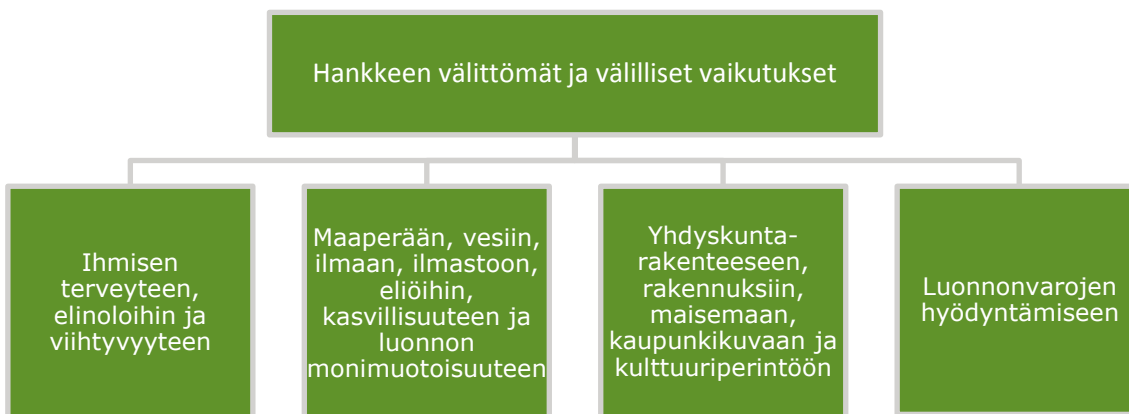 Hankkeen välittömät ja välilliset vaikutukset
Ihmisen
terveyteen,
elinoloihin ja
viihtyvyyteen
Maaperään, vesiin,
ilmaan, ilmastoon,
eliöihin,
kasvillisuuteen ja
luonnon
monimuotoisuuteen
Yhdyskunta-
rakenteeseen,
rakennuksiin,
maisemaan,
kaupunkikuvaan ja
kulttuuriperintöön
Luonnonvarojen
hyödyntämiseen